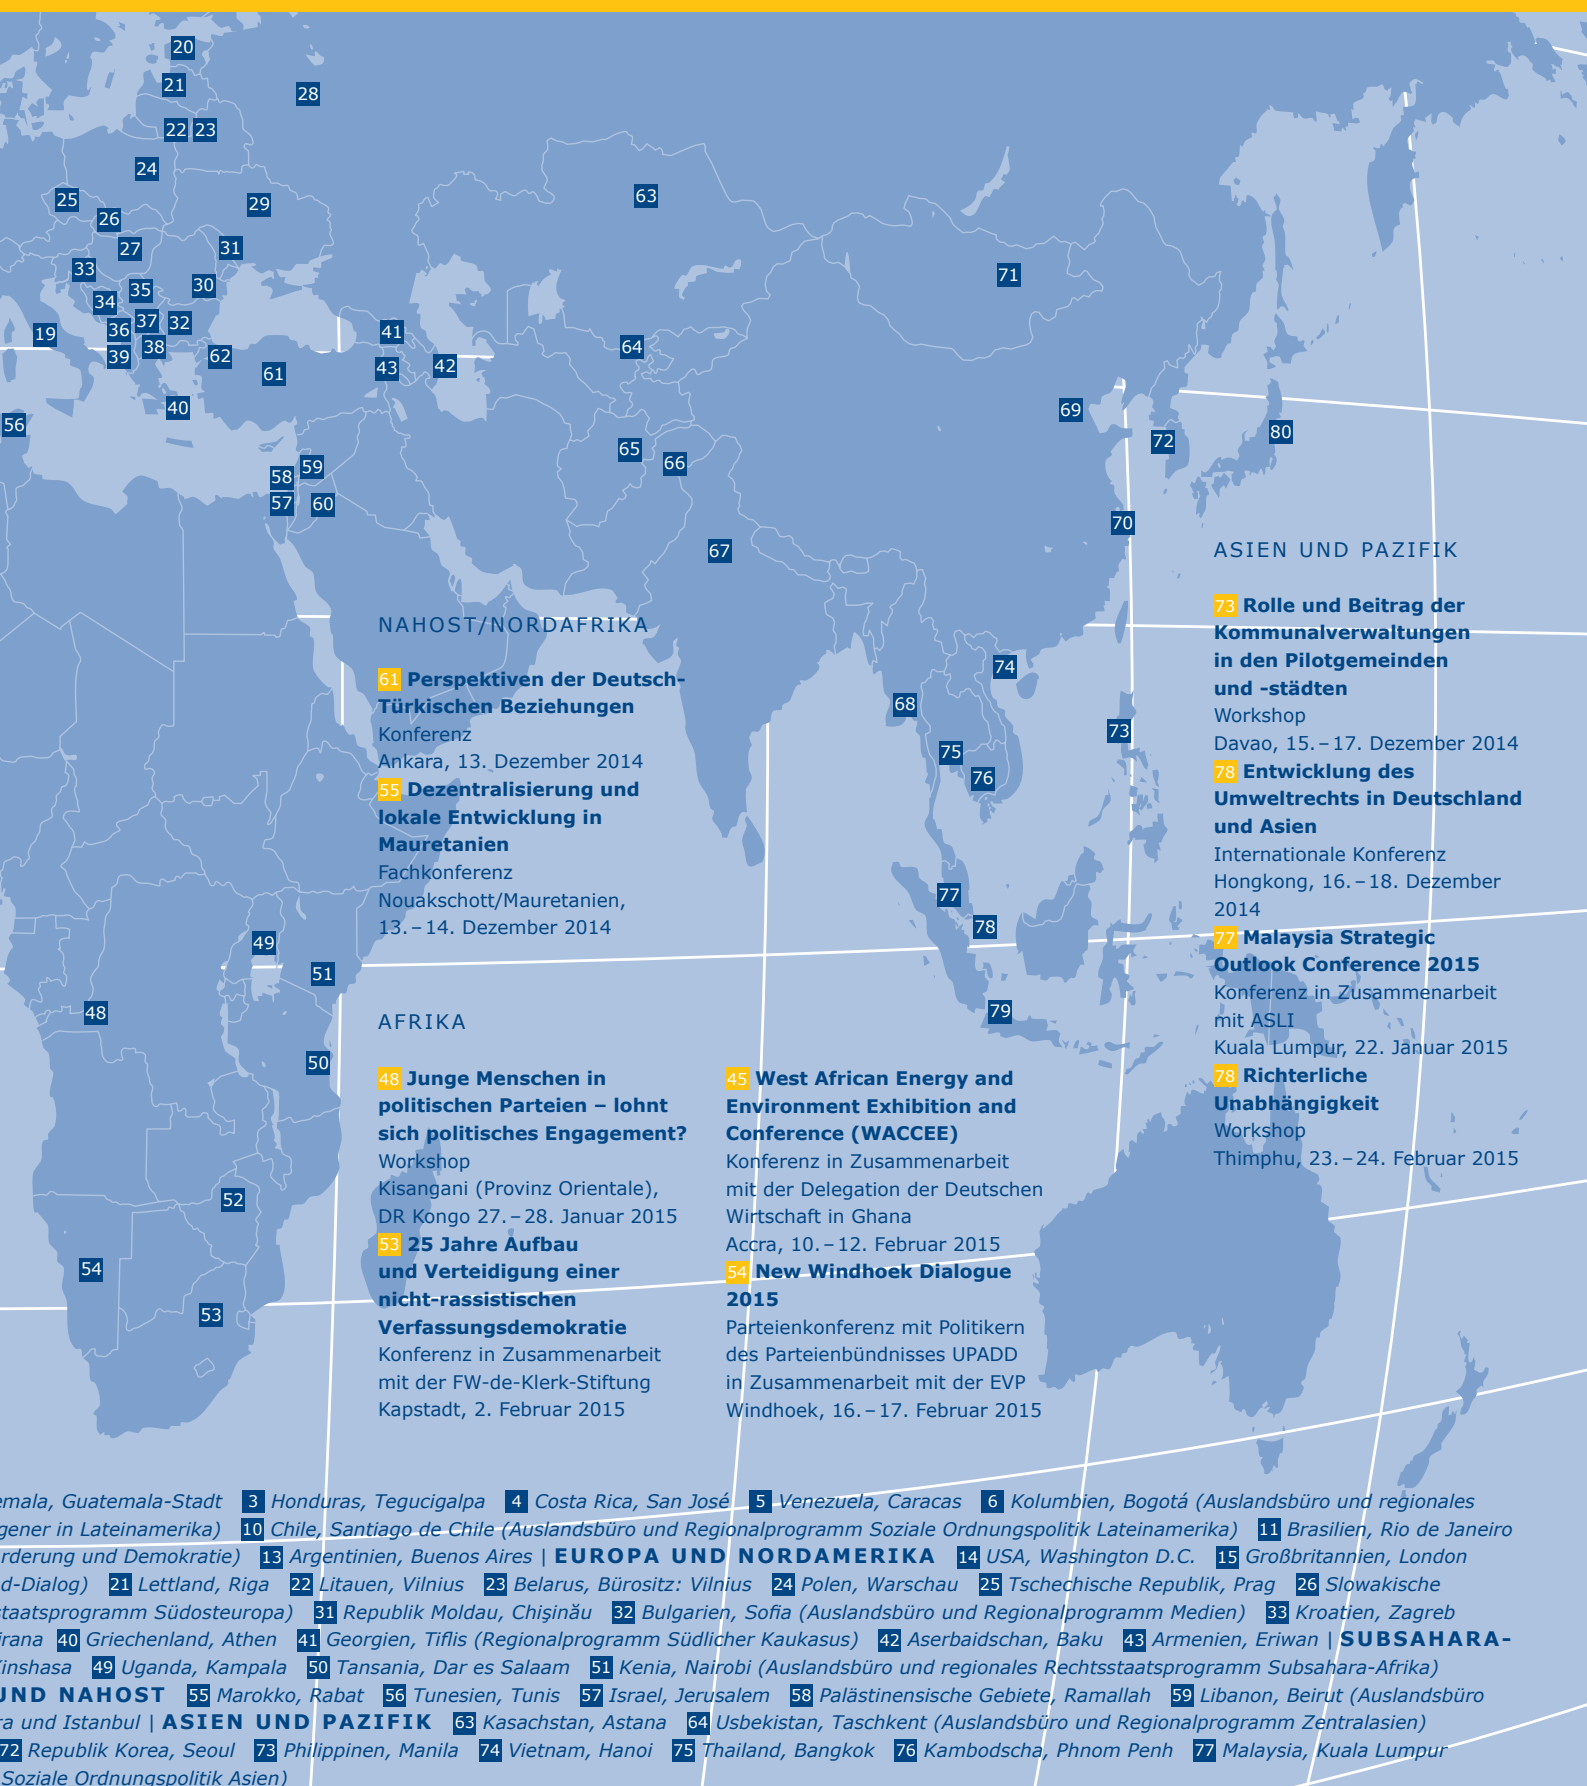 20
21
28
22 23
24
25
63
29
26
27
31
33
71
30
35
34
37
32
36
19
41
64
38
39
62
42
43
61
40
69
56
80
72
65
66
59
58
57
60
70
67
74
68
73
75
76
77
78
49
51
79
48
50
52
54
53
NAHOST/NORDAFRIKA
61 Perspektiven der Deutsch-
Türkischen Beziehungen
Konferenz
Ankara, 13. Dezember 2014
55 Dezentralisierung und
lokale Entwicklung in
Mauretanien
Fachkonferenz
Nouakschott/Mauretanien,
13. – 14. Dezember 2014
AFRIKA
48 Junge Menschen in
politischen Parteien – lohnt
sich politisches Engagement?
Workshop
Kisangani (Provinz Orientale),
DR Kongo 27. – 28. Januar 2015
53 25 Jahre Aufbau
und Verteidigung einer
nicht-rassistischen
Verfassungsdemokratie
Konferenz in Zusammenarbeit
mit der FW-de-Klerk-Stiftung
Kapstadt, 2. Februar 2015
45 West African Energy and
Environment Exhibition and
Conference (WACCEE)
Konferenz in Zusammenarbeit
mit der Delegation der Deutschen
Wirtschaft in Ghana
Accra, 10. – 12. Februar 2015
54 New Windhoek Dialogue
2015
Parteienkonferenz mit Politikern
des Parteienbündnisses UPADD
in Zusammenarbeit mit der EVP
Windhoek, 16. – 17. Februar 2015
ASIEN UND PAZIFIK
73 Rolle und Beitrag der
Kommunalverwaltungen
in den Pilotgemeinden
und -städten
Workshop
Davao, 15. – 17. Dezember 2014
78 Entwicklung des
Umweltrechts in Deutschland
und Asien
Internationale Konferenz
Hongkong, 16. – 18. Dezember
2014
77 Malaysia Strategic
Outlook Conference 2015
Konferenz in Zusammenarbeit
mit ASLI
Kuala Lumpur, 22. Januar 2015
78 Richterliche
Unabhängigkeit
Workshop
Thimphu, 23. – 24. Februar 2015
emala, Guatemala-Stadt 3 Honduras, Tegucigalpa 4 Costa Rica, San José 5 Venezuela, Caracas 6 Kolumbien, Bogotá (Auslandsbüro und regionales
gener in Lateinamerika) 10 Chile, Santiago de Chile (Auslandsbüro und Regionalprogramm Soziale Ordnungspolitik Lateinamerika) 11 Brasilien, Rio de Janeiro
rderung und Demokratie) 13 Argentinien, Buenos Aires | EUROPA UND NORDAMERIKA 14 USA, Washington D.C. 15 Großbritannien, London
d-Dialog) 21 Lettland, Riga 22 Litauen, Vilnius 23 Belarus, Bürositz: Vilnius 24 Polen, Warschau 25 Tschechische Republik, Prag 26 Slowakische
staatsprogramm Südosteuropa) 31 Republik Moldau, Chişinău 32 Bulgarien, Sofia (Auslandsbüro und Regionalprogramm Medien) 33 Kroatien, Zagreb
irana 40 Griechenland, Athen 41 Georgien, Tiflis (Regionalprogramm Südlicher Kaukasus) 42 Aserbaidschan, Baku 43 Armenien, Eriwan | SUBSAHARA-
Kinshasa 49 Uganda, Kampala 50 Tansania, Dar es Salaam 51 Kenia, Nairobi (Auslandsbüro und regionales Rechtsstaatsprogramm Subsahara-Afrika)
UND NAHOST 55 Marokko, Rabat 56 Tunesien, Tunis 57 Israel, Jerusalem 58 Palästinensische Gebiete, Ramallah 59 Libanon, Beirut (Auslandsbüro
ra und Istanbul | ASIEN UND PAZIFIK 63 Kasachstan, Astana 64 Usbekistan, Taschkent (Auslandsbüro und Regionalprogramm Zentralasien)
72 Republik Korea, Seoul 73 Philippinen, Manila 74 Vietnam, Hanoi 75 Thailand, Bangkok 76 Kambodscha, Phnom Penh 77 Malaysia, Kuala Lumpur
Soziale Ordnungspolitik Asien)